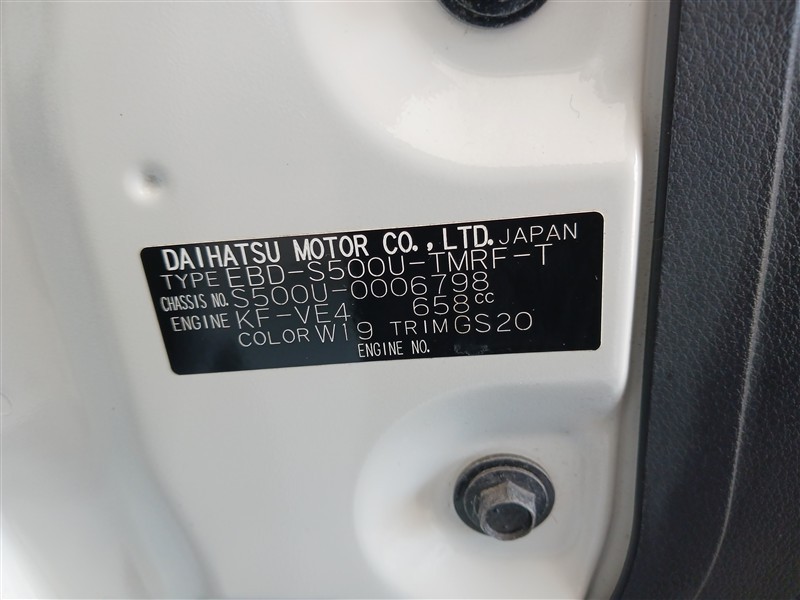 DAIHATSU MOTOR CO.,LTD. JAPAN
TYPE EBD-S500U-TMRF-T
CHASSIS NO. S500U-0006798
ENGINE KF-VE4 658cc
COLOR W19 TRIM GS20
ENGINE NO.